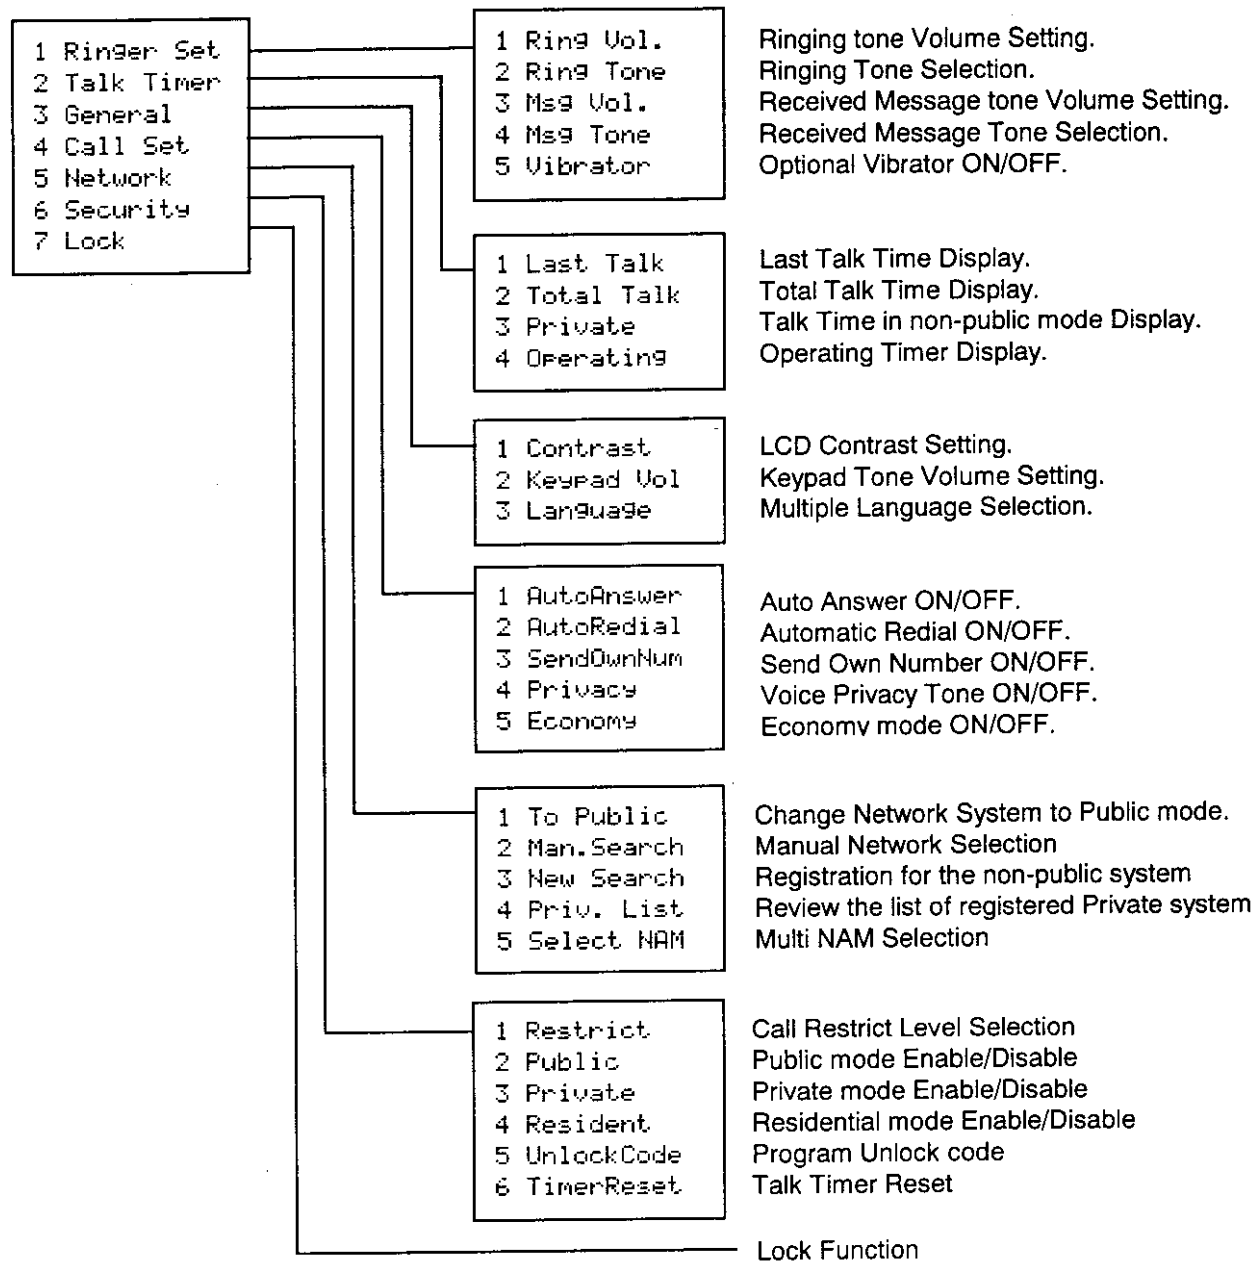 1 Ringer Set
2 Talk Timer
3 General
4 Call Set
5 Network
6 Security
7 Lock
1 Ring Vol. Ringing tone Volume Setting.
2 Ring Tone Ringing Tone Selection.
3 Msg Vol. Received Message tone Volume Setting.
4 Msg Tone Received Message Tone Selection.
5 Vibrator Optional Vibrator ON/OFF.
1 Last Talk Last Talk Time Display.
2 Total Talk Total Talk Time Display.
3 Private Talk Time in non-public mode Display.
4 Operating Operating Timer Display.
1 Contrast LCD Contrast Setting.
2 Keypad Vol Keypad Tone Volume Setting.
3 Language Multiple Language Selection.
1 AutoAnswer Auto Answer ON/OFF.
2 AutoRedial Automatic Redial ON/OFF.
3 SendOwnNum Send Own Number ON/OFF.
4 Privacy Voice Privacy Tone ON/OFF.
5 Economy Economy mode ON/OFF.
1 To Public Change Network System to Public mode.
2 Man.Search Manual Network Selection
3 New Search Registration for the non-public system
4 Priv. List Review the list of registered Private system
5 Select NAM Multi NAM Selection
1 Restrict Call Restrict Level Selection
2 Public Public mode Enable/Disable
3 Private Private mode Enable/Disable
4 Resident Residential mode Enable/Disable
5 UnlockCode Program Unlock code
6 TimerReset Talk Timer Reset
Lock Function